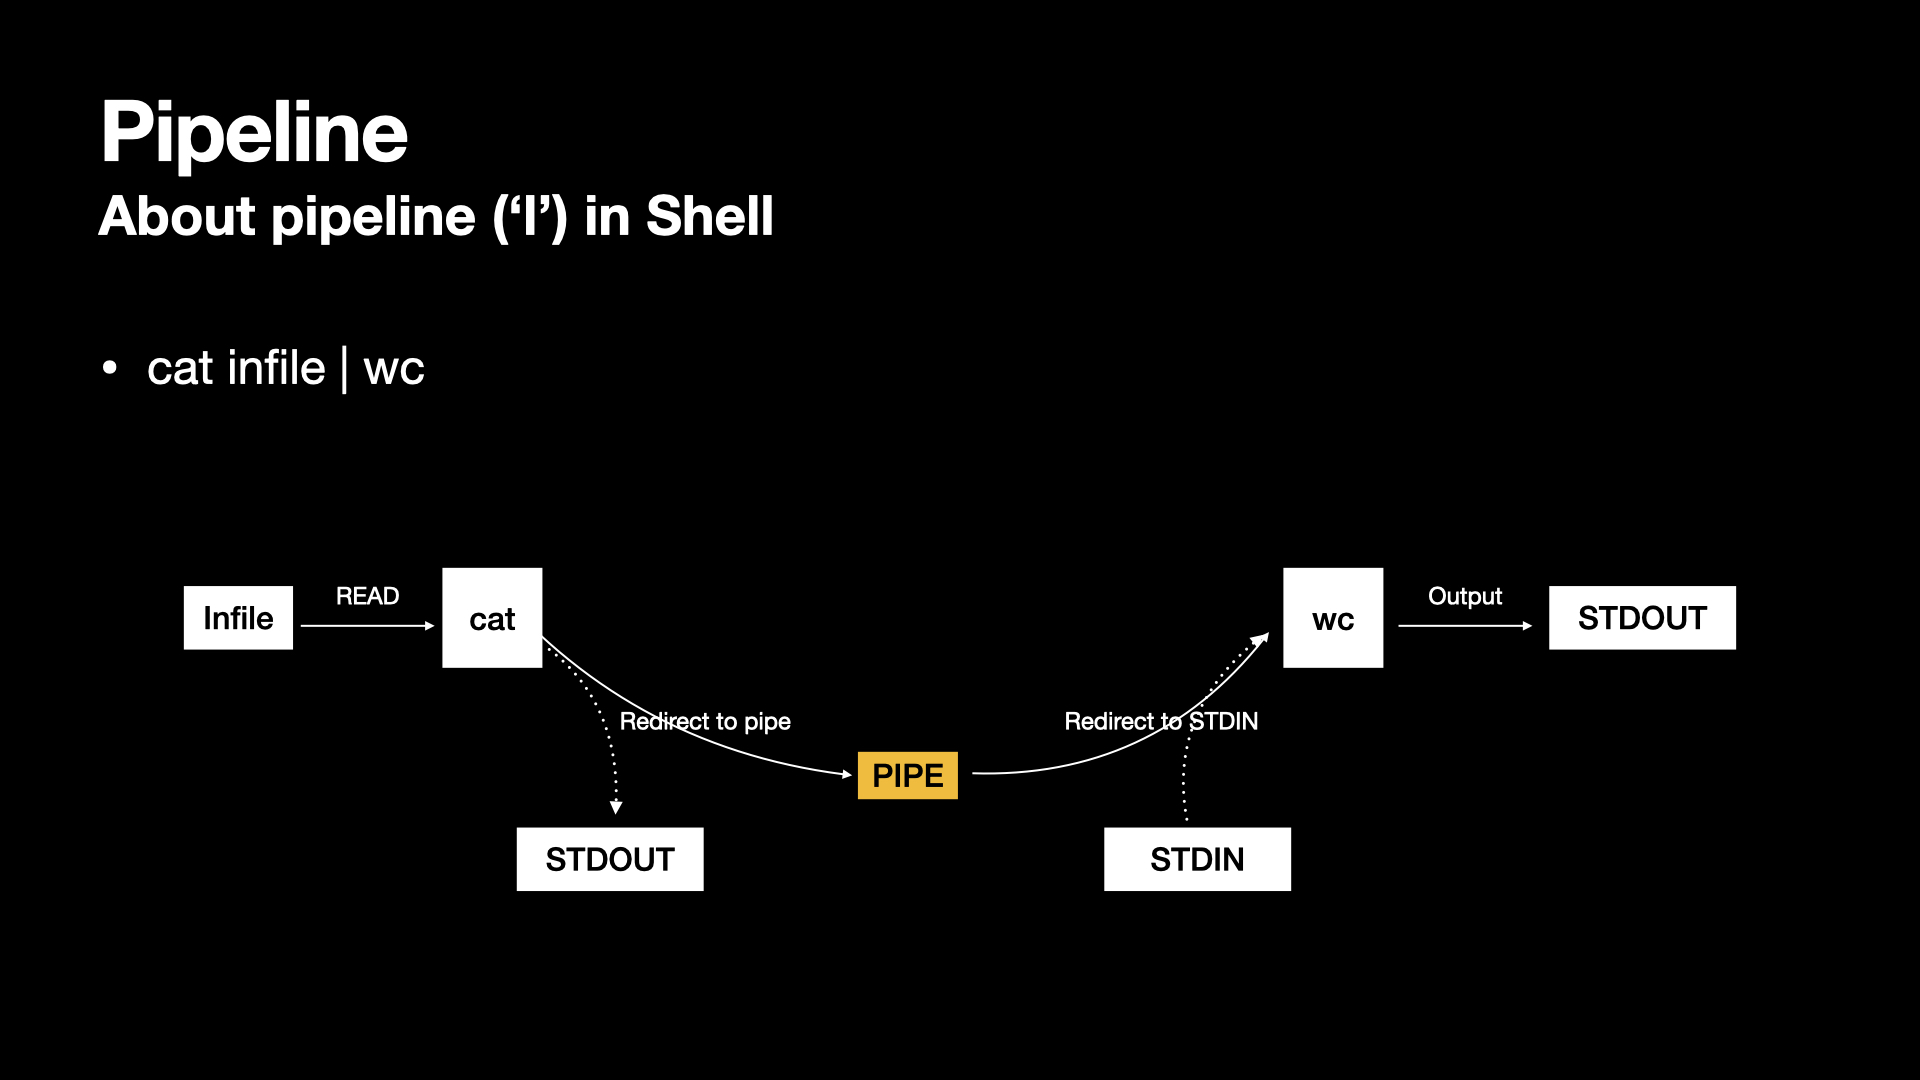 Pipeline
About pipeline (‘l’) in Shell
• cat infile | wc
Infile
READ
cat
wc
Output
STDOUT
Redirect to pipe
Redirect to STDIN
PIPE
STDOUT
STDIN